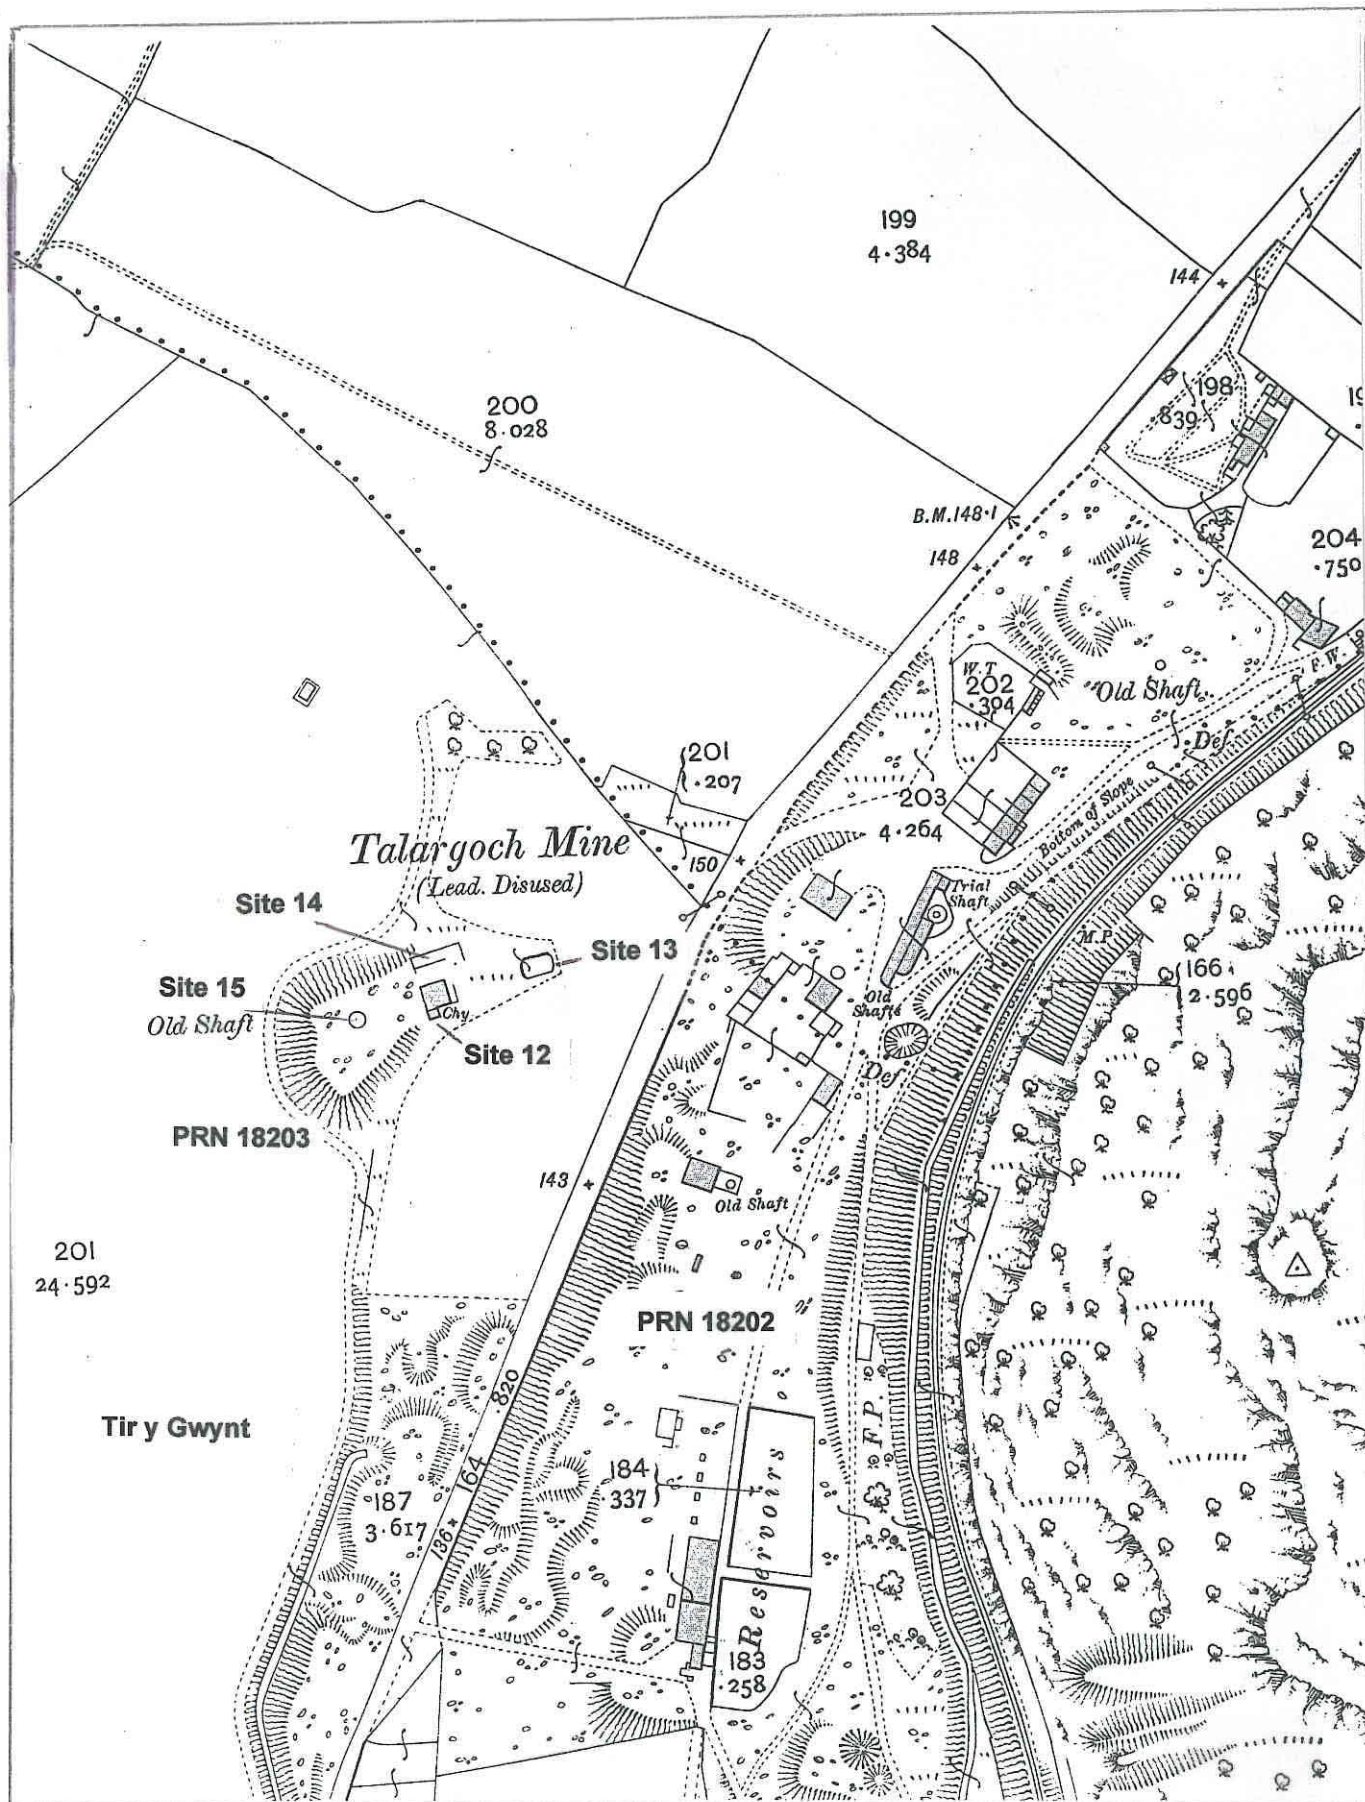 199
4·384
144
198
·839
200
8·028
B.M.148·1
148
204
·750
F.W.
W.T
202
·394
Old Shaft
Def
201
·207
203
4·264
Bottom of Slope
150
Talargoch Mine
(Lead. Disused)
Trial
Shaft
Site 14
Site 13
M.P.
166
2·596
Site 15
Old Shaft
Chy
Site 12
Old
Shafts
Def
PRN 18203
143
Old Shaft
201
24·592
PRN 18202
·820
164
Tir y Gwynt
F.P.
184
·337
Reservoirs
187
3·617
136
183
·258